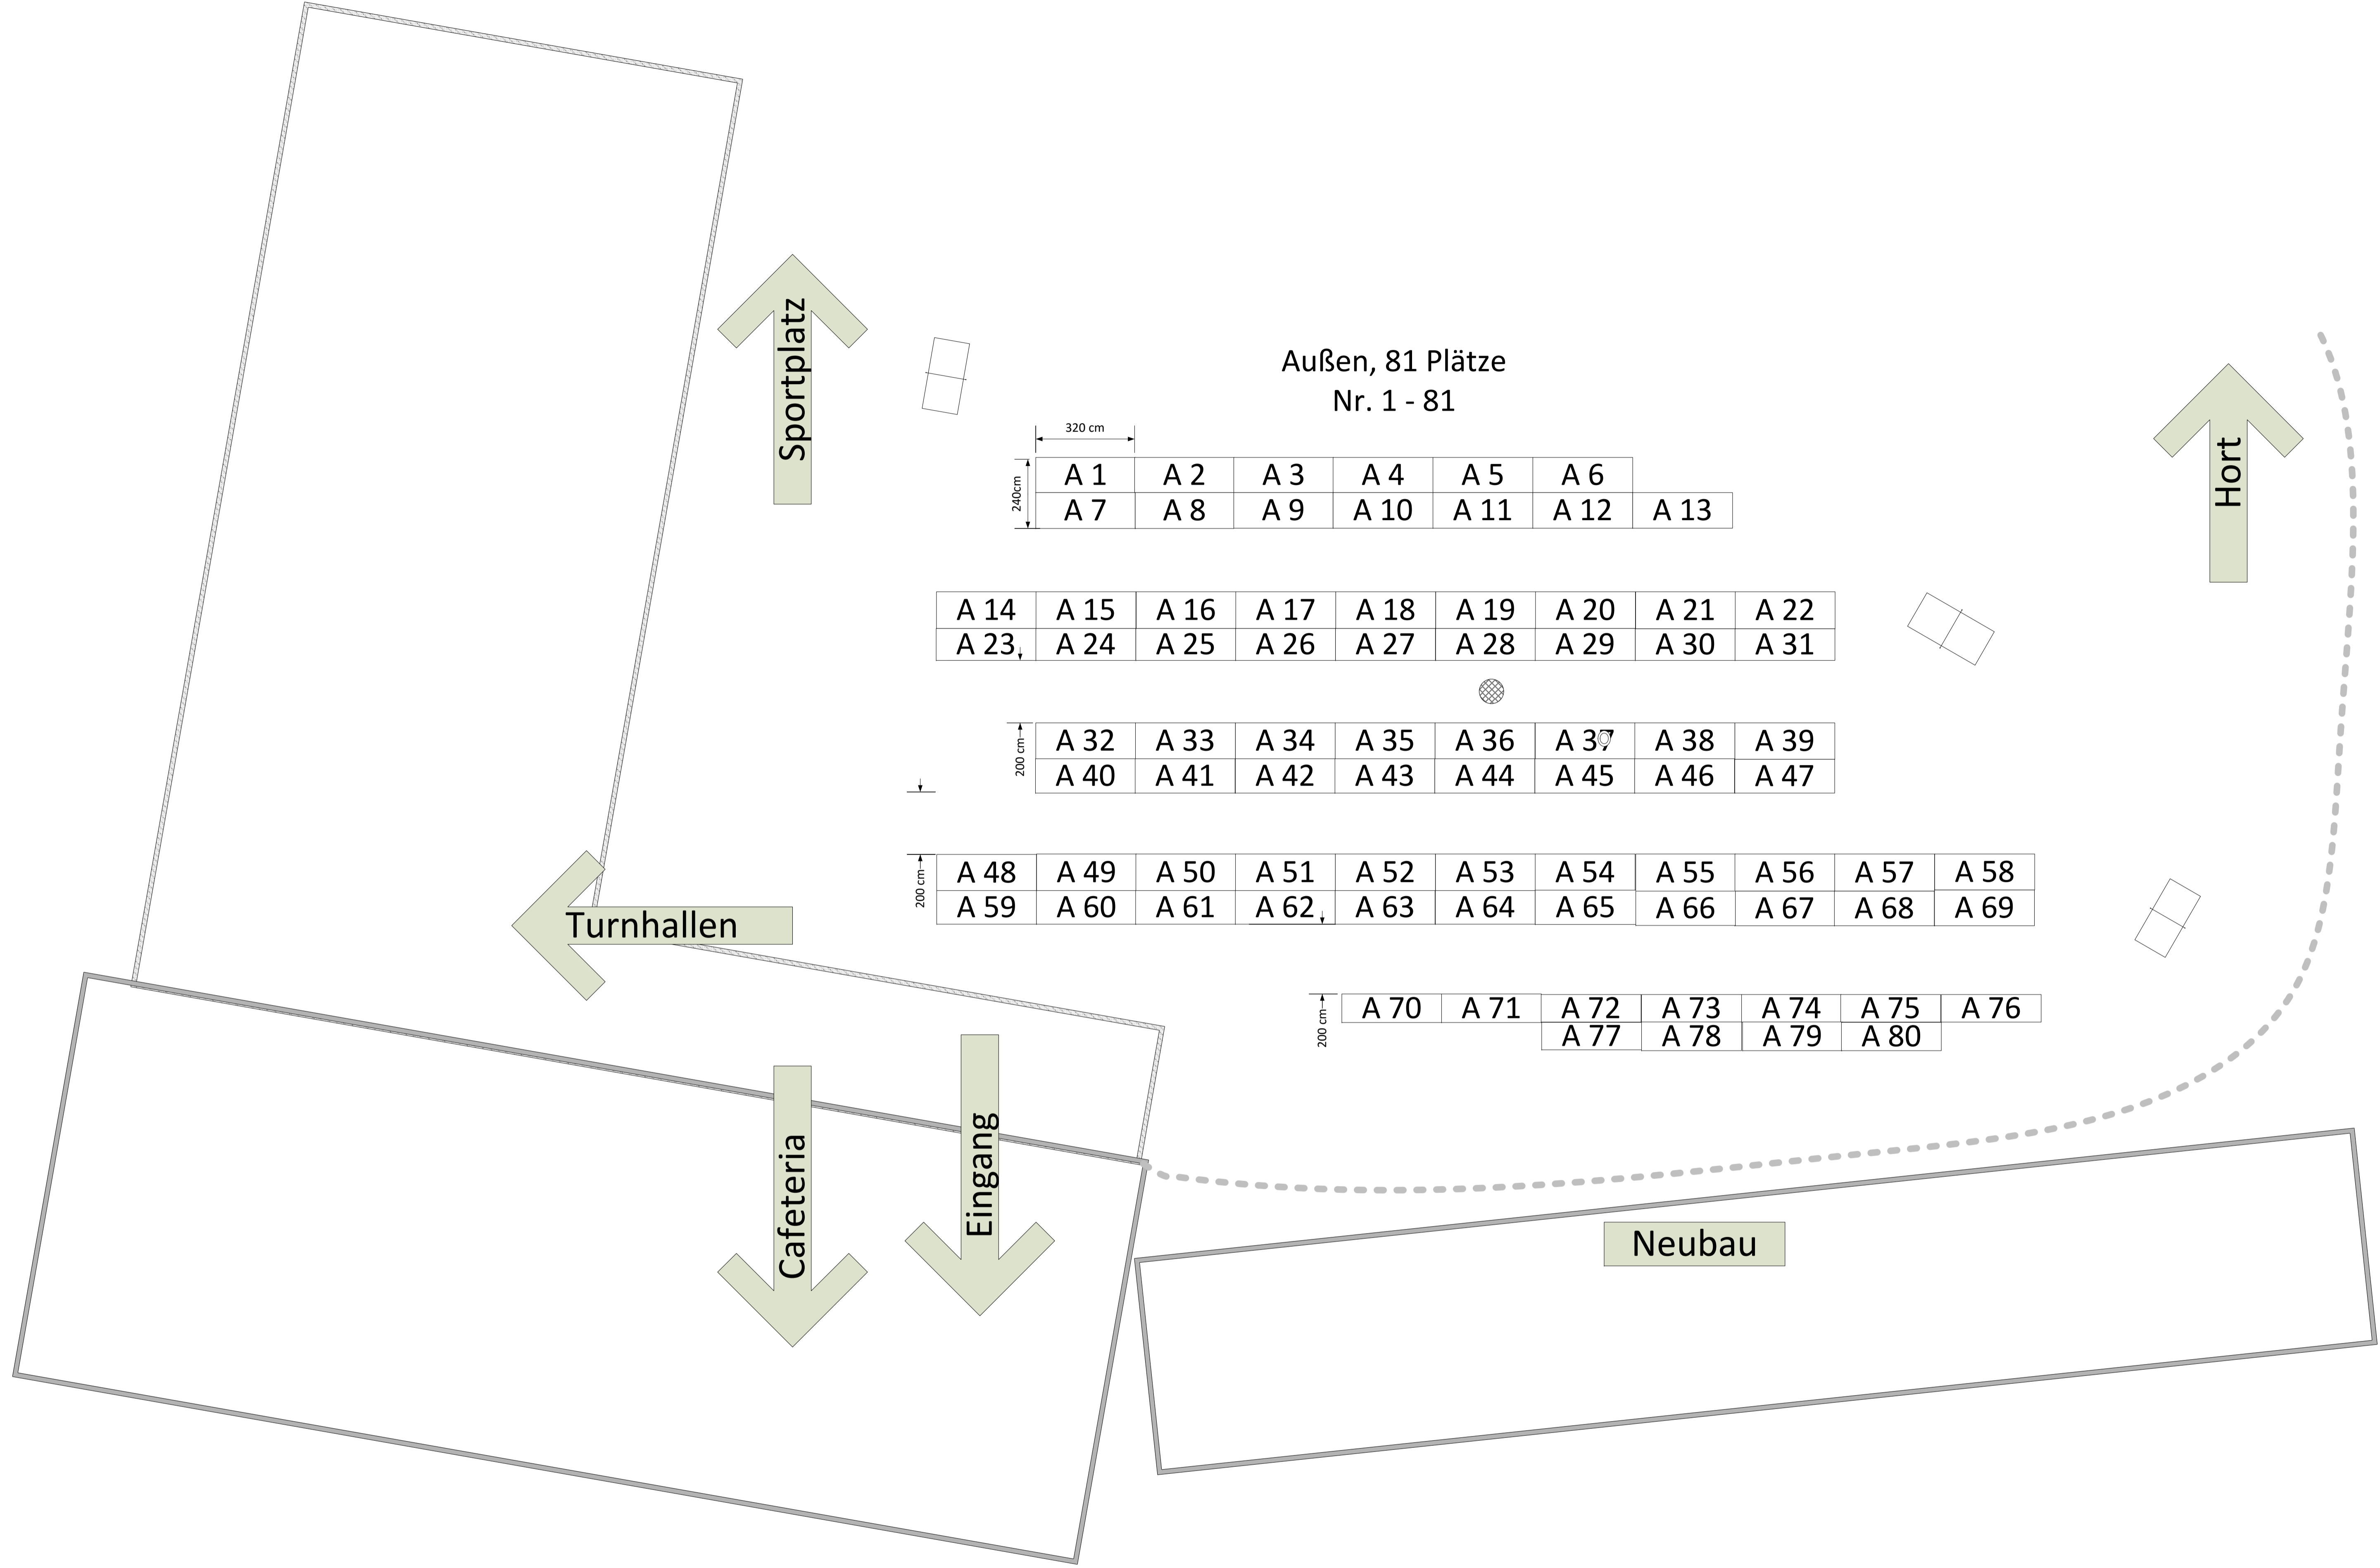 Sportplatz
Außen, 81 Plätze
Nr. 1 - 81
Hort
320 cm
240cm
A 1 A 2 A 3 A 4 A 5 A 6
A 7 A 8 A 9 A 10 A 11 A 12 A 13
A 14 A 15 A 16 A 17 A 18 A 19 A 20 A 21 A 22
A 23 A 24 A 25 A 26 A 27 A 28 A 29 A 30 A 31
200 cm
A 32 A 33 A 34 A 35 A 36 A 37 A 38 A 39
A 40 A 41 A 42 A 43 A 44 A 45 A 46 A 47
200 cm
A 48 A 49 A 50 A 51 A 52 A 53 A 54 A 55 A 56 A 57 A 58
A 59 A 60 A 61 A 62 A 63 A 64 A 65 A 66 A 67 A 68 A 69
Turnhallen
200 cm
A 70 A 71 A 72 A 73 A 74 A 75 A 76
A 77 A 78 A 79 A 80
Cafeteria
Eingang
Neubau